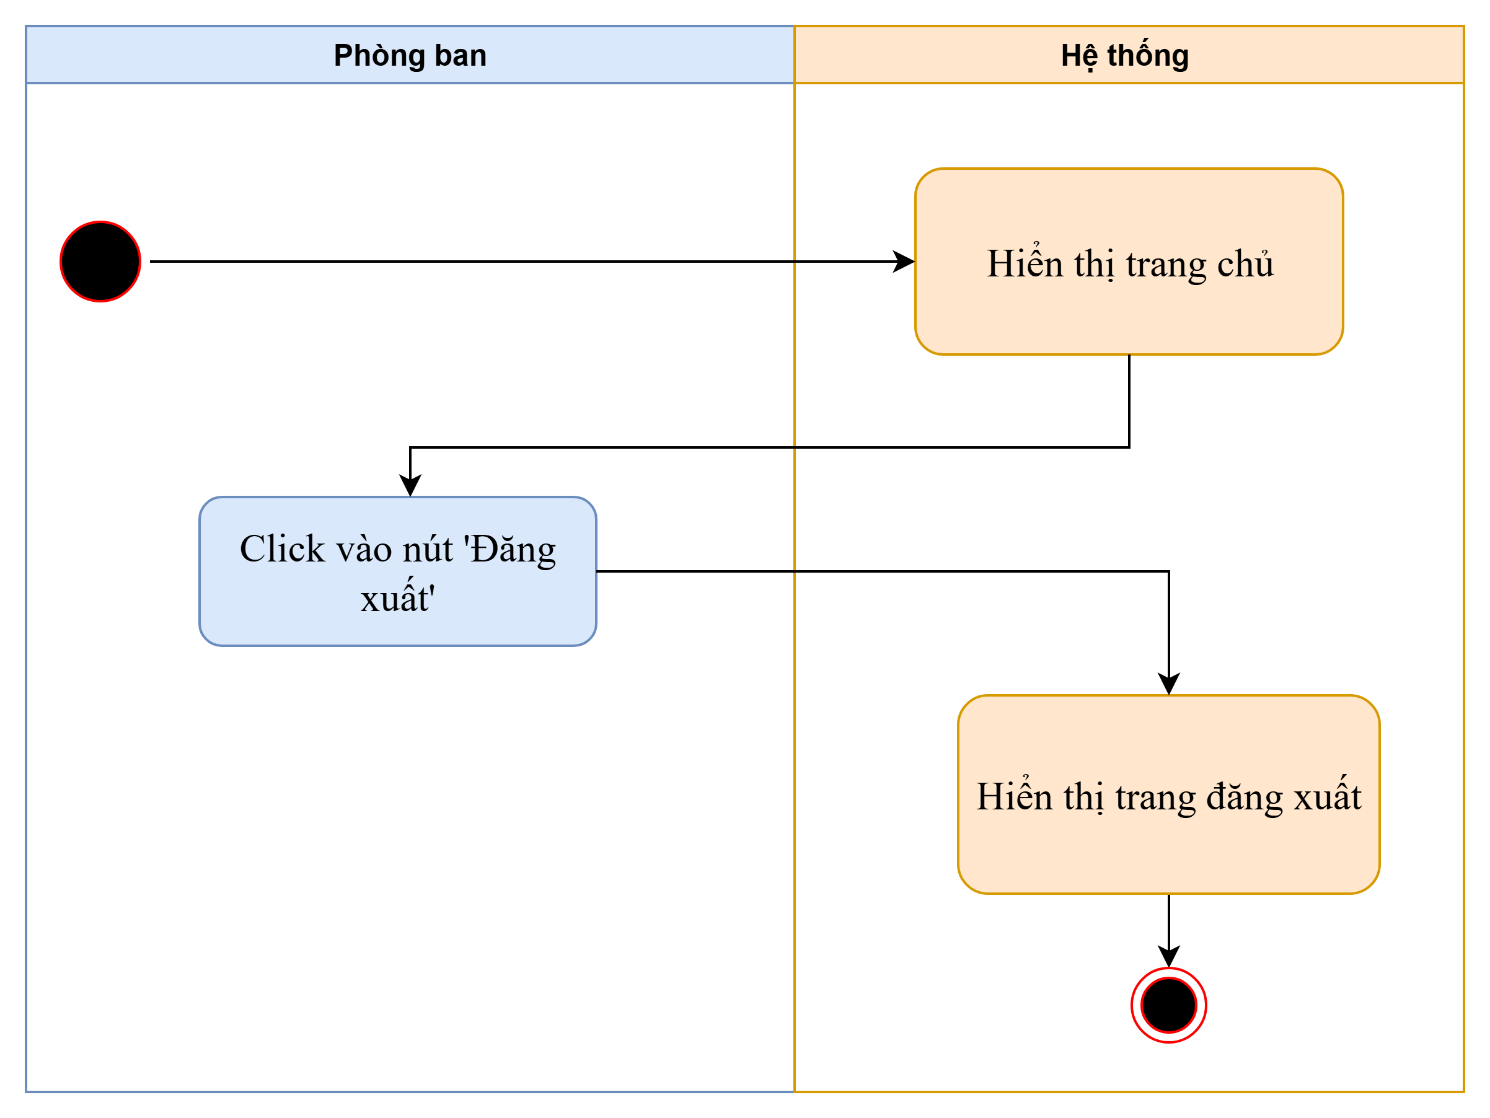 Phòng ban
Hệ thống
Hiển thị trang chủ
Click vào nút 'Đăng
xuất'
Hiển thị trang đăng xuất